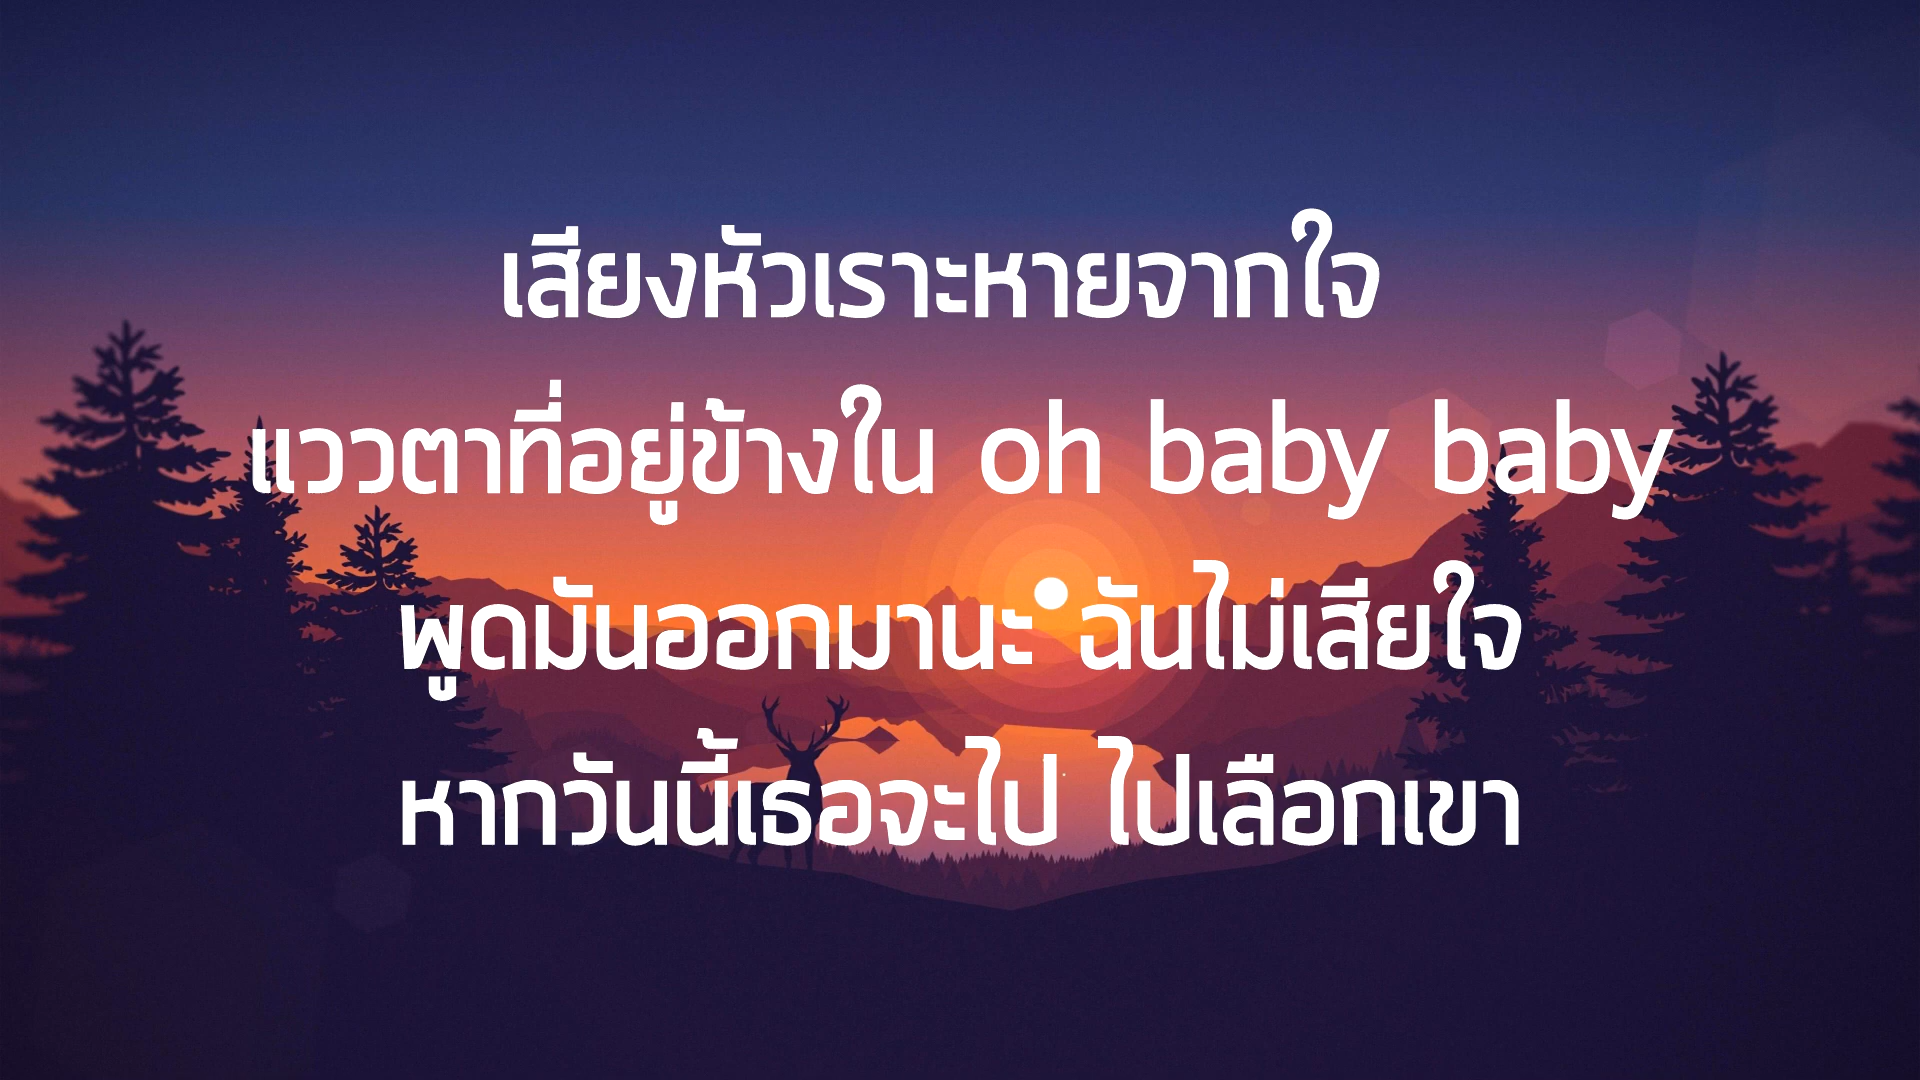 เสียงหัวเราะหายจากใจ
แววตาที่อยู่ข้างใน oh baby baby
พูดมันออกมานะ ฉันไม่เสียใจ
หากวันนี้เธอจะไป ไปเลือกเขา